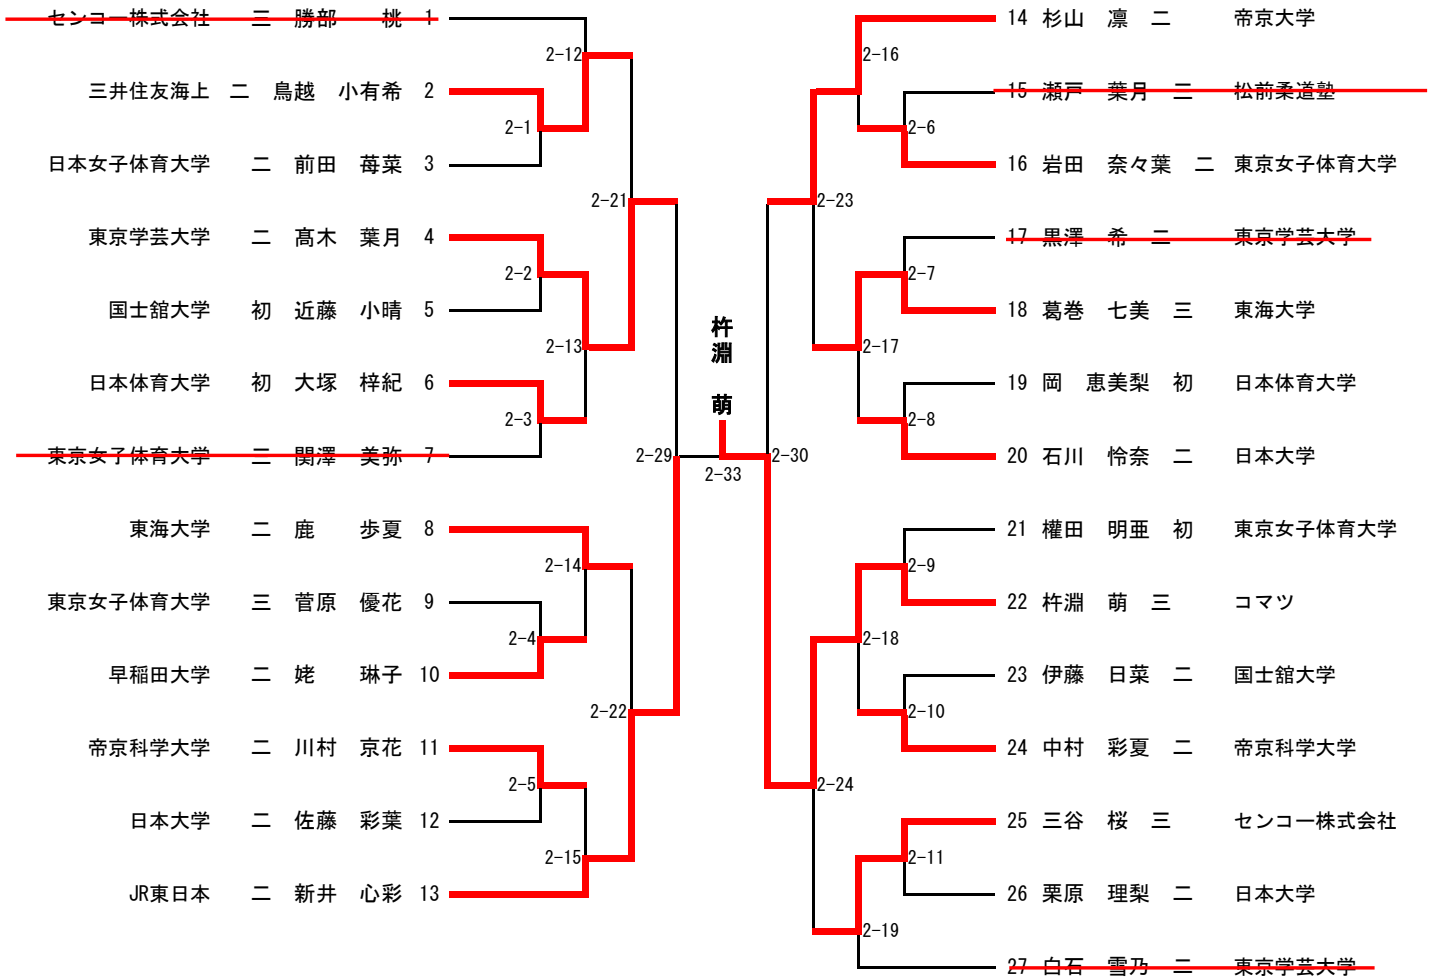 センコー株式会社 三 勝部 桃 1
三井住友海上 二 鳥越 小有希 2
日本女子体育大学 二 前田 苺菜 3
東京学芸大学 二 髙木 葉月 4
国士舘大学 初 近藤 小晴 5
日本体育大学 初 大塚 梓紀 6
東京女子体育大学 二 関澤 美弥 7
東海大学 二 鹿 歩夏 8
東京女子体育大学 三 菅原 優花 9
早稲田大学 二 姥 琳子 10
帝京科学大学 二 川村 京花 11
日本大学 二 佐藤 彩葉 12
JR東日本 二 新井 心彩 13
2-12
2-1
2-21
2-2
2-13
2-3
2-29
2-14
2-4
2-22
2-5
2-15
杵淵 萌
2-33
2-16
2-6
2-23
2-7
2-17
2-8
2-30
2-9
2-18
2-10
2-24
2-11
2-19
14 杉山 凛 二 帝京大学
15 瀬戸 葉月 二 松前柔道塾
16 岩田 奈々葉 二 東京女子体育大学
17 黒澤 希 二 東京学芸大学
18 葛巻 七美 三 東海大学
19 岡 恵美梨 初 日本体育大学
20 石川 怜奈 二 日本大学
21 權田 明亜 初 東京女子体育大学
22 杵淵 萌 三 コマツ
23 伊藤 日菜 二 国士舘大学
24 中村 彩夏 二 帝京科学大学
25 三谷 桜 三 センコー株式会社
26 栗原 理梨 二 日本大学
27 白石 雪乃 二 東京学芸大学